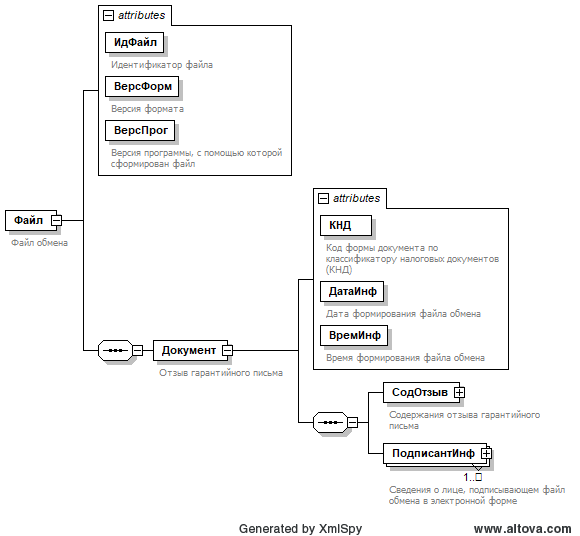 attributes
ИдФайл
Идентификатор файла
ВерсФорм
Версия формата
ВерсПрог
Версия программы, с помощью которой
сформирован файл
Файл
Файл обмена
attributes
КНД
Код формы документа по
классификатору налоговых документов
(КНД)
ДатаИнф
Дата формирования файла обмена
ВремИнф
Время формирования файла обмена
Документ
Отзыв гарантийного письма
СодОтзыв
Содержания отзыва гарантийного
письма
ПодписантИнф
1..
Сведения о лице, подписывающем файл
обмена в электронной форме
Generated by XmlSpy
www.altova.com